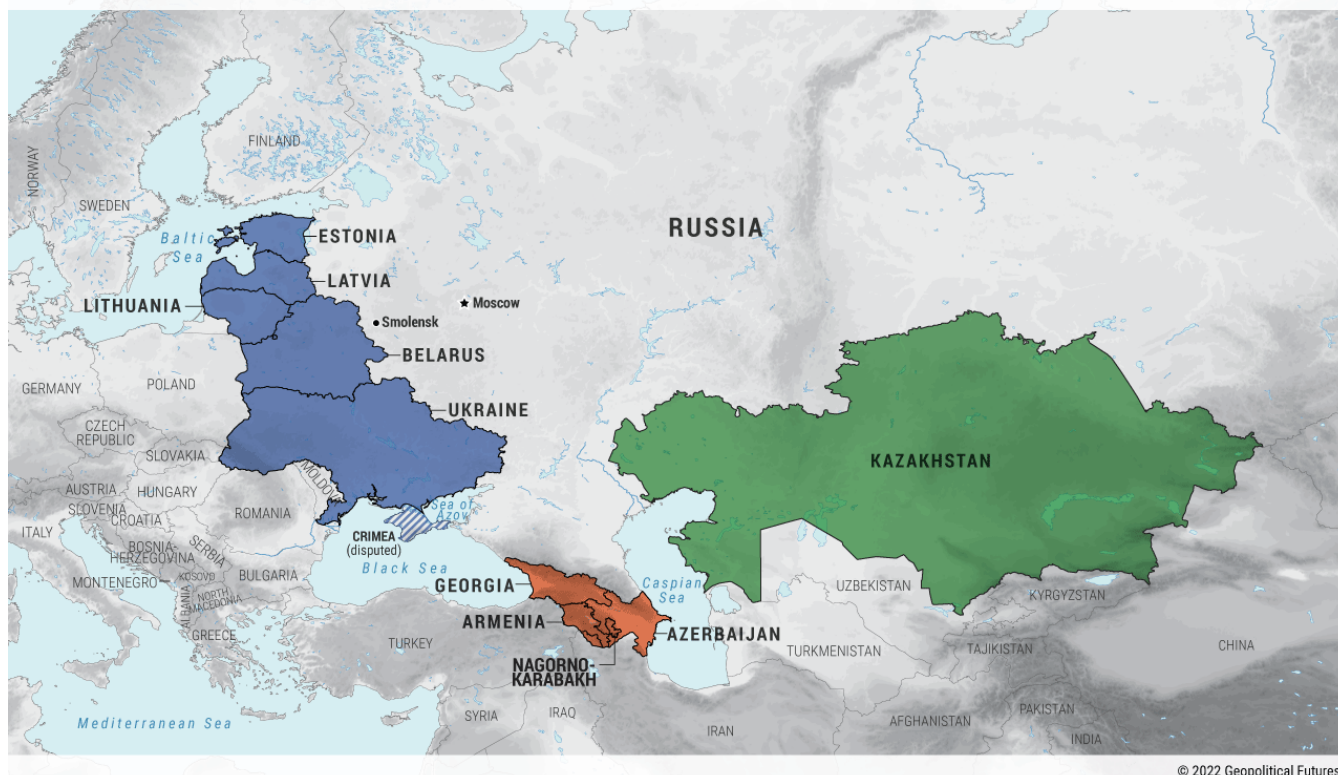 NORWAY
FINLAND
SWEDEN
Baltic
Sea
ESTONIA
LATVIA
LITHUANIA
RUSSIA
Moscow
Smolensk
BELARUS
GERMANY
POLAND
UKRAINE
CZECH
REPUBLIC
SLOVAKIA
KAZAKHSTAN
AUSTRIA
HUNGARY
MOLDOVA
SLOVENIA
CROATIA
ROMANIA
Sea of
Azov
ITALY
BOSNIA-
HERZEGOVINA
SERBIA
CRIMEA
(disputed)
Black Sea
MONTENEGRO
KOSOVO
BULGARIA
NORTH
MACEDONIA
ALBANIA
GREECE
GEORGIA
Caspian
Sea
UZBEKISTAN
KYRGYZSTAN
ARMENIA
AZERBAIJAN
TURKEY
TURKMENISTAN
TAJIKISTAN
CHINA
NAGORNO-
KARABAKH
Mediterranean Sea
SYRIA
IRAQ
IRAN
AFGHANISTAN
PAKISTAN
INDIA
© 2022 Geopolitical Futures